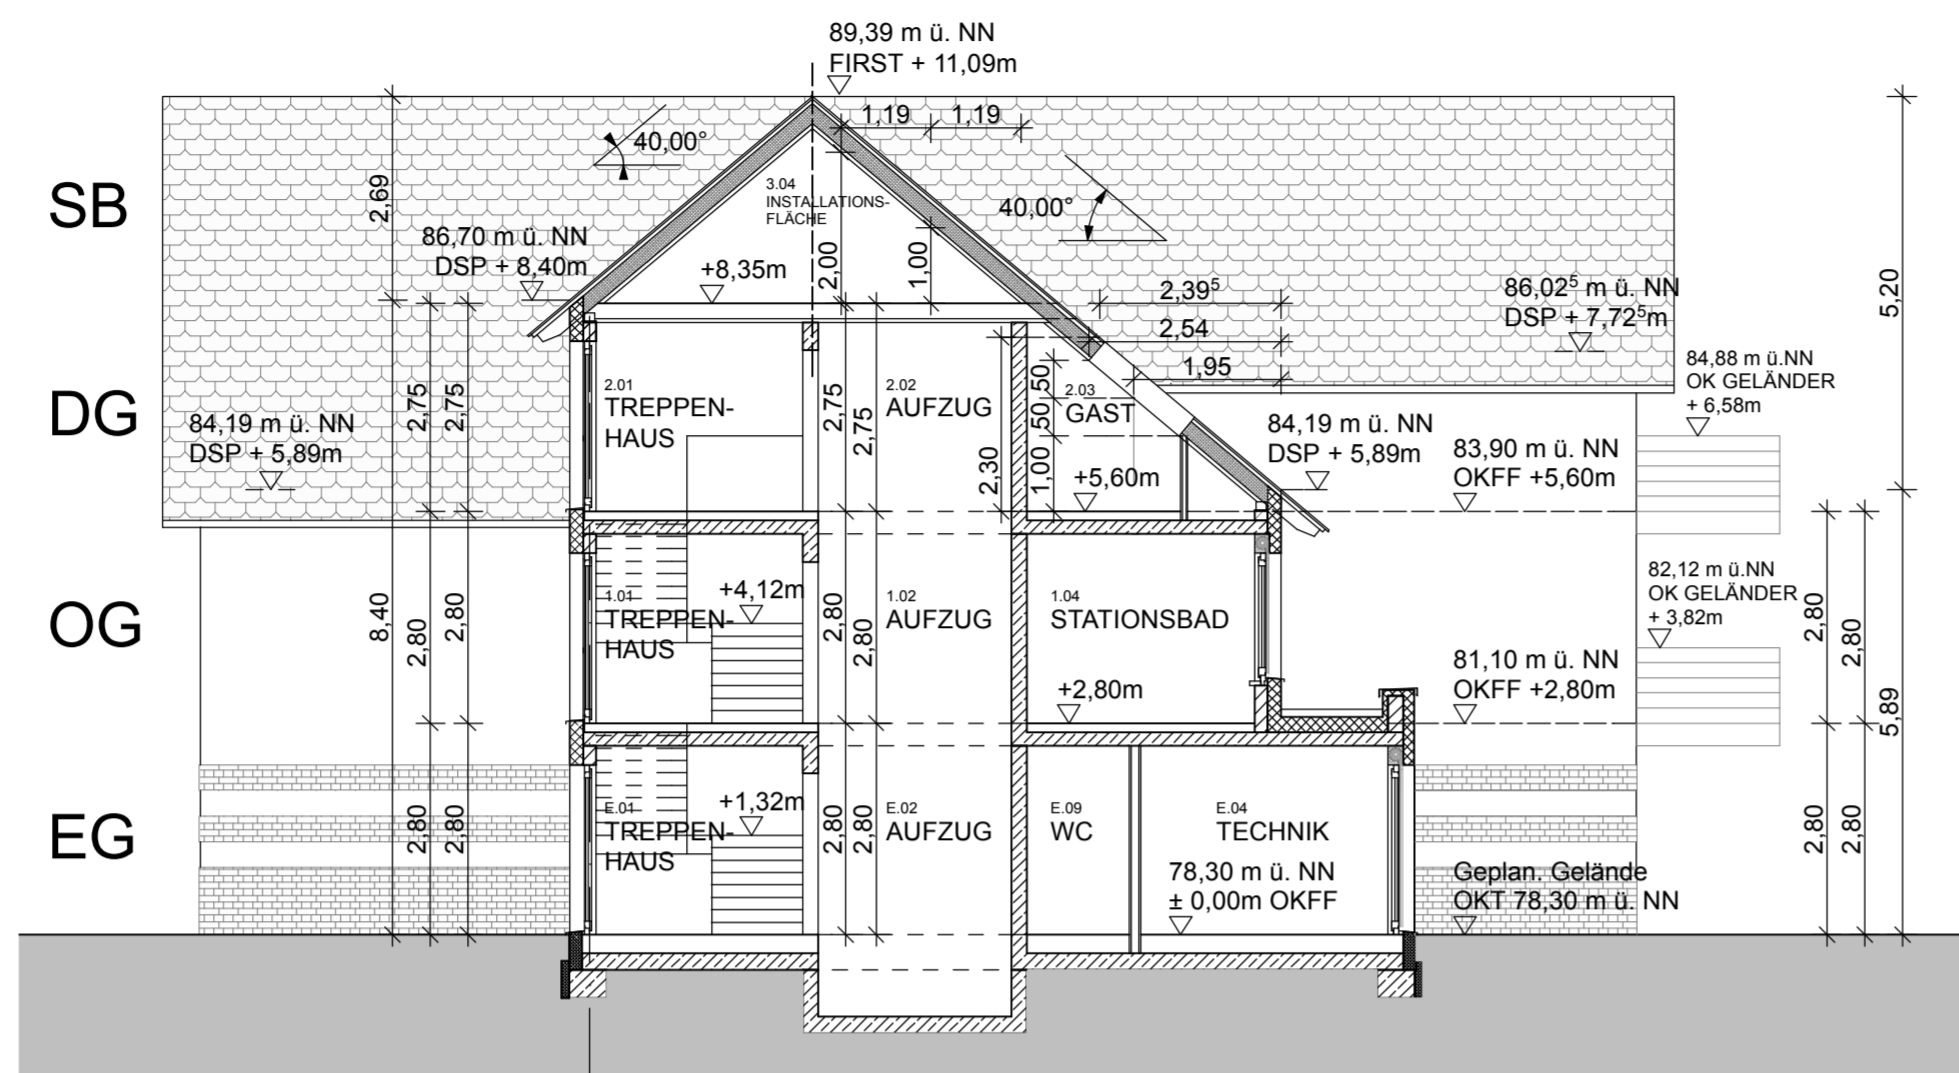 89,39 m ü. NN
FIRST + 11,09m
1,19
1,19
40,00°
40,00°
SB
2,69
3.04
INSTALLATIONS-
FLÄCHE
86,70 m ü. NN
DSP + 8,40m
+8,35m
2,00
1,00
2,39⁵
2,54
1,95
86,02⁵ m ü. NN
DSP + 7,72⁵m
5,20
84,88 m ü.NN
OK GELÄNDER
+ 6,58m
DG
84,19 m ü. NN
DSP + 5,89m
2,75
2,75
2.01
TREPPEN-
HAUS
2,75
2,75
2.02
AUFZUG
2,30
1,00
50
50
2.03
GAST
+5,60m
84,19 m ü. NN
DSP + 5,89m
83,90 m ü. NN
OKFF +5,60m
OG
8,40
2,80
2,80
1.01
TREPPEN-
HAUS
+4,12m
2,80
2,80
1.02
AUFZUG
1.04
STATIONSBAD
+2,80m
82,12 m ü.NN
OK GELÄNDER
+ 3,82m
81,10 m ü. NN
OKFF +2,80m
2,80
2,80
5,89
EG
2,80
2,80
E.01
TREPPEN-
HAUS
+1,32m
2,80
2,80
E.02
AUFZUG
E.09
WC
E.04
TECHNIK
78,30 m ü. NN
± 0,00m OKFF
Geplan. Gelände
OKT 78,30 m ü. NN
2,80
2,80